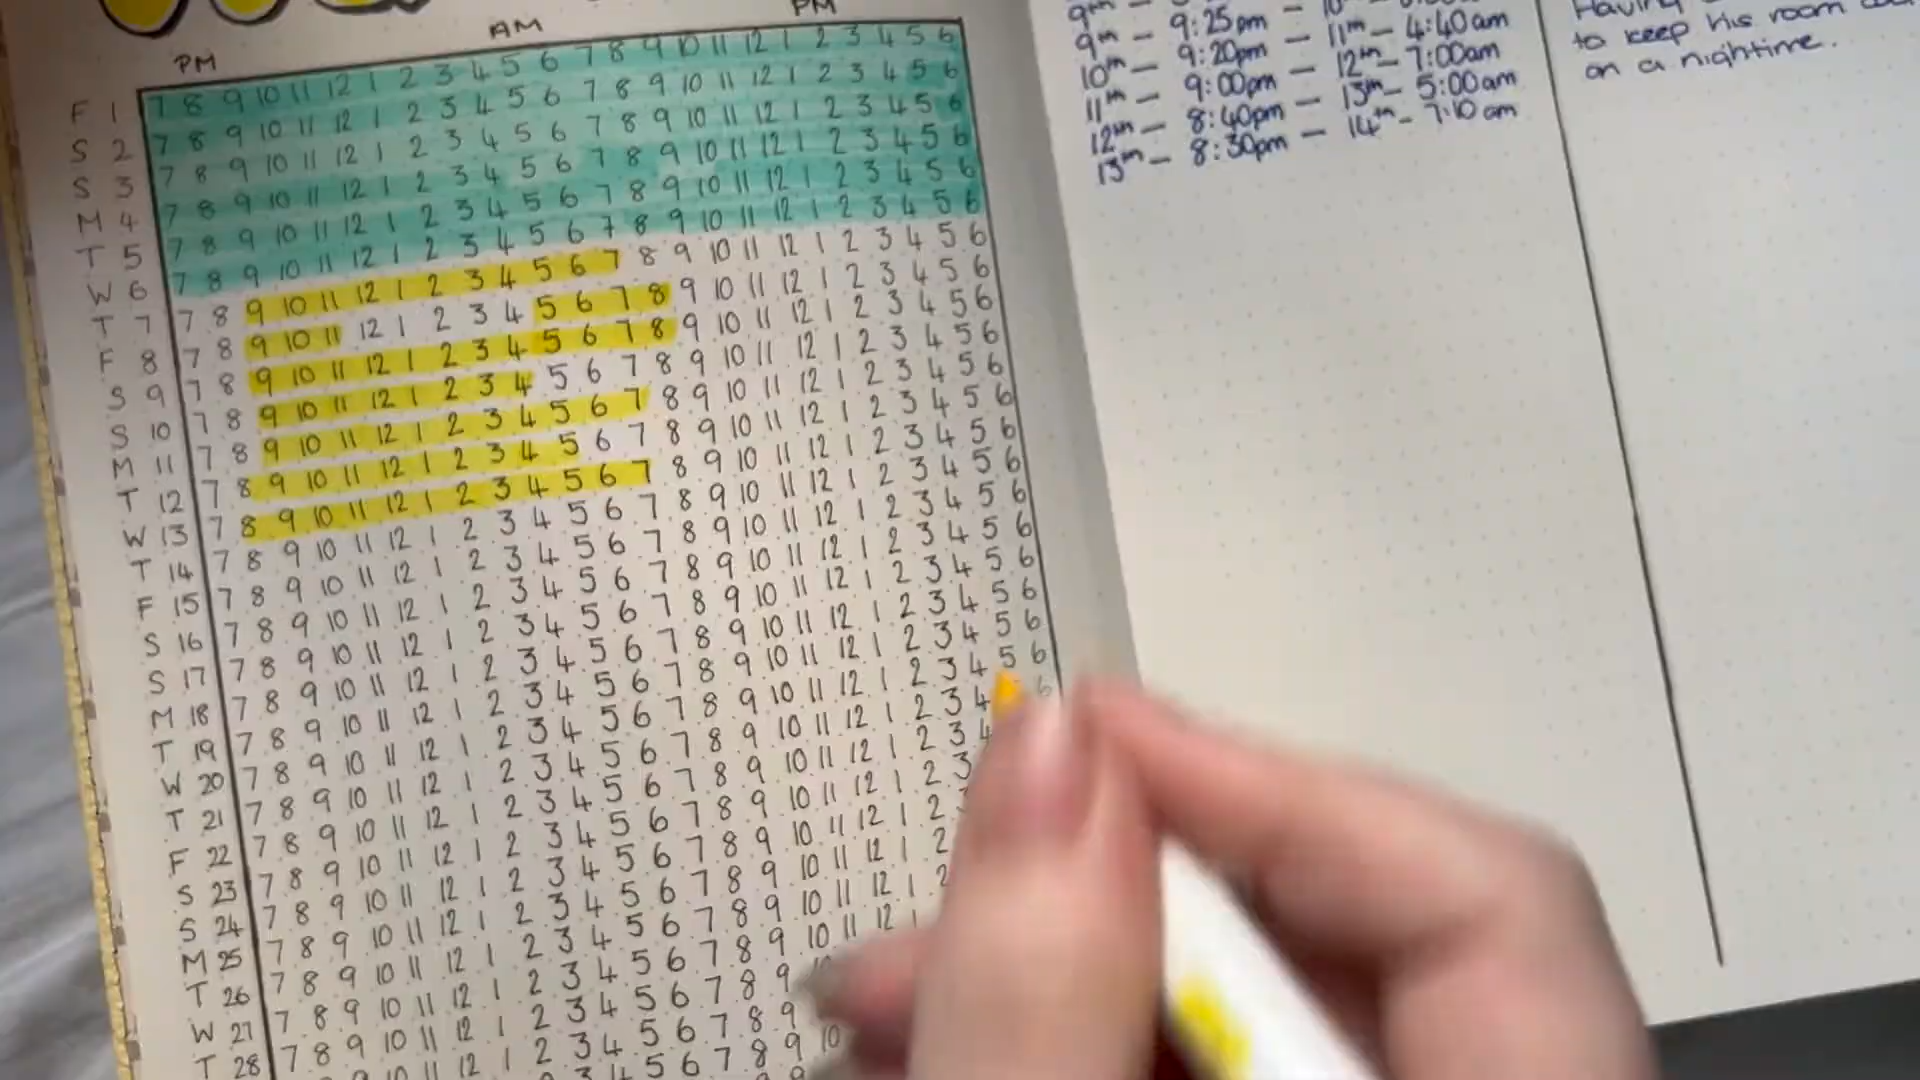 PM AM PM
F 1 7 8 9 10 11 12 1 2 3 4 5 6 7 8 9 10 11 12 1 2 3 4 5 6
S 2 7 8 9 10 11 12 1 2 3 4 5 6 7 8 9 10 11 12 1 2 3 4 5 6
S 3 7 8 9 10 11 12 1 2 3 4 5 6 7 8 9 10 11 12 1 2 3 4 5 6
M 4 7 8 9 10 11 12 1 2 3 4 5 6 7 8 9 10 11 12 1 2 3 4 5 6
T 5 7 8 9 10 11 12 1 2 3 4 5 6 7 8 9 10 11 12 1 2 3 4 5 6
W 6 7 8 9 10 11 12 1 2 3 4 5 6 7 8 9 10 11 12 1 2 3 4 5 6
T 7 7 8 9 10 11 12 1 2 3 4 5 6 7 8 9 10 11 12 1 2 3 4 5 6
F 8 7 8 9 10 11 12 1 2 3 4 5 6 7 8 9 10 11 12 1 2 3 4 5 6
S 9 7 8 9 10 11 12 1 2 3 4 5 6 7 8 9 10 11 12 1 2 3 4 5 6
S 10 7 8 9 10 11 12 1 2 3 4 5 6 7 8 9 10 11 12 1 2 3 4 5 6
M 11 7 8 9 10 11 12 1 2 3 4 5 6 7 8 9 10 11 12 1 2 3 4 5 6
T 12 7 8 9 10 11 12 1 2 3 4 5 6 7 8 9 10 11 12 1 2 3 4 5 6
W 13 7 8 9 10 11 12 1 2 3 4 5 6 7 8 9 10 11 12 1 2 3 4 5 6
T 14 7 8 9 10 11 12 1 2 3 4 5 6 7 8 9 10 11 12 1 2 3 4 5 6
F 15 7 8 9 10 11 12 1 2 3 4 5 6 7 8 9 10 11 12 1 2 3 4 5 6
S 16 7 8 9 10 11 12 1 2 3 4 5 6 7 8 9 10 11 12 1 2 3 4 5 6
S 17 7 8 9 10 11 12 1 2 3 4 5 6 7 8 9 10 11 12 1 2 3 4 5 6
M 18 7 8 9 10 11 12 1 2 3 4 5 6 7 8 9 10 11 12 1 2 3 4 5 6
T 19 7 8 9 10 11 12 1 2 3 4 5 6 7 8 9 10 11 12 1 2 3 4 5 6
W 20 7 8 9 10 11 12 1 2 3 4 5 6 7 8 9 10 11 12 1 2 3 4
T 21 7 8 9 10 11 12 1 2 3 4 5 6 7 8 9 10 11 12 1 2 3 4
F 22 7 8 9 10 11 12 1 2 3 4 5 6 7 8 9 10 11 12 1 2 3
S 23 7 8 9 10 11 12 1 2 3 4 5 6 7 8 9 10 11 12 1 2
S 24 7 8 9 10 11 12 1 2 3 4 5 6 7 8 9 10 11 12 1 2
M 25 7 8 9 10 11 12 1 2 3 4 5 6 7 8 9 10 11 12 1 2
T 26 7 8 9 10 11 12 1 2 3 4 5 6 7 8 9 10 11 12 1
W 27 7 8 9 10 11 12 1 2 3 4 5 6 7 8 9
T 28 7 8 9 10 11 12 1 2 3 4 5 6 7 8 9 10
9th — 9:25pm — 10th
10th — 9:20pm — 11th — 4:40am
11th — 9:00pm — 12th — 7:00am
12th — 8:40pm — 13th — 5:00am
13th — 8:30pm — 14th — 7:10am
Having
to keep his room
on a nightime.